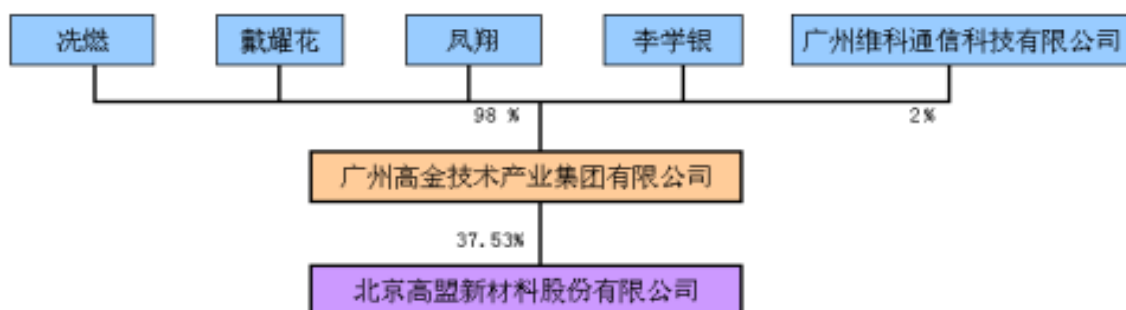 冼燃
戴耀花
凤翔
李学银
广州维科通信科技有限公司
98 %
2%
广州高金技术产业集团有限公司
37.53%
北京高盟新材料股份有限公司